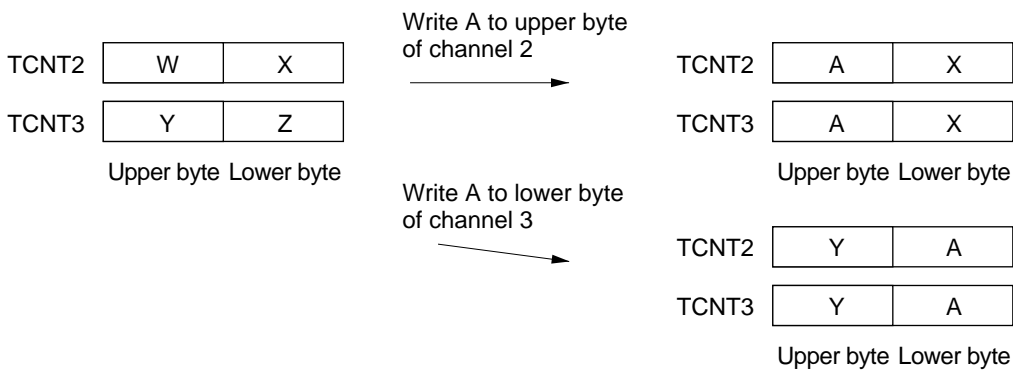 Write A to upper byte
of channel 2
TCNT2 W X
TCNT3 Y Z
Upper byte Lower byte
TCNT2 A X
TCNT3 A X
Upper byte Lower byte
Write A to lower byte
of channel 3
TCNT2 Y A
TCNT3 Y A
Upper byte Lower byte